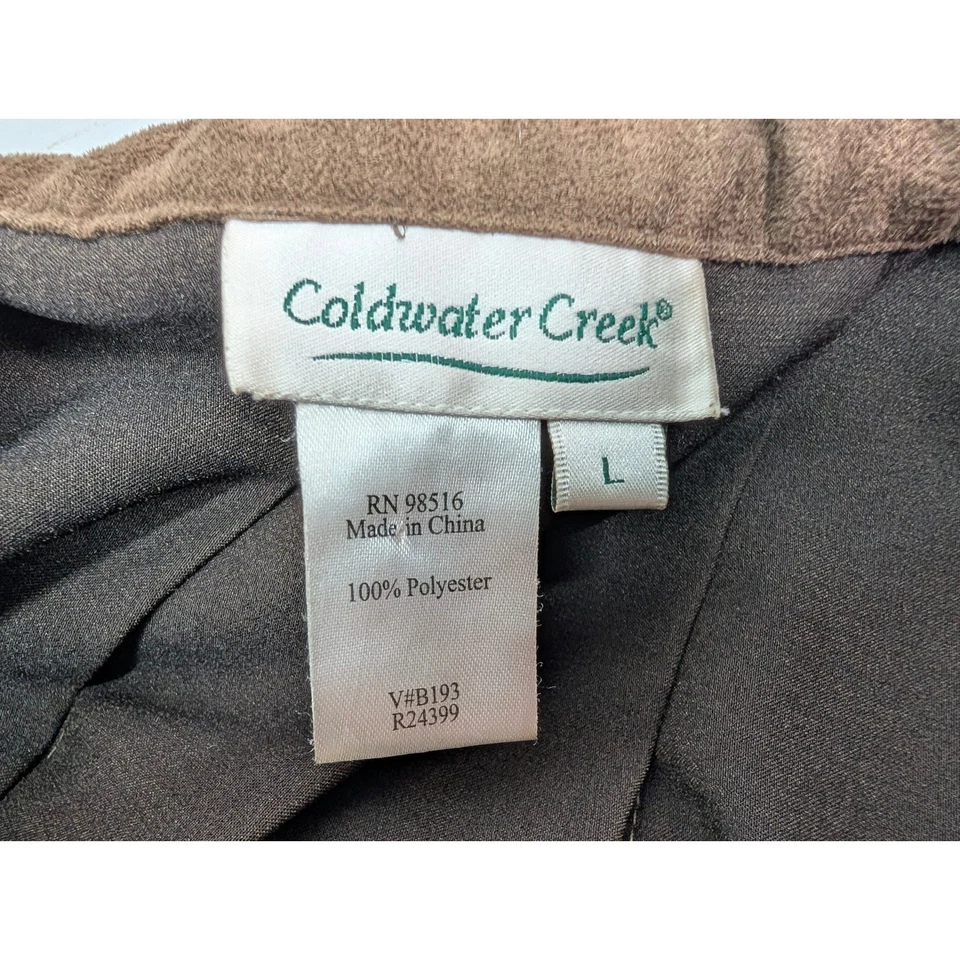 Coldwater Creek®
L
RN 98516
Made in China
100% Polyester
V#B193
R24399